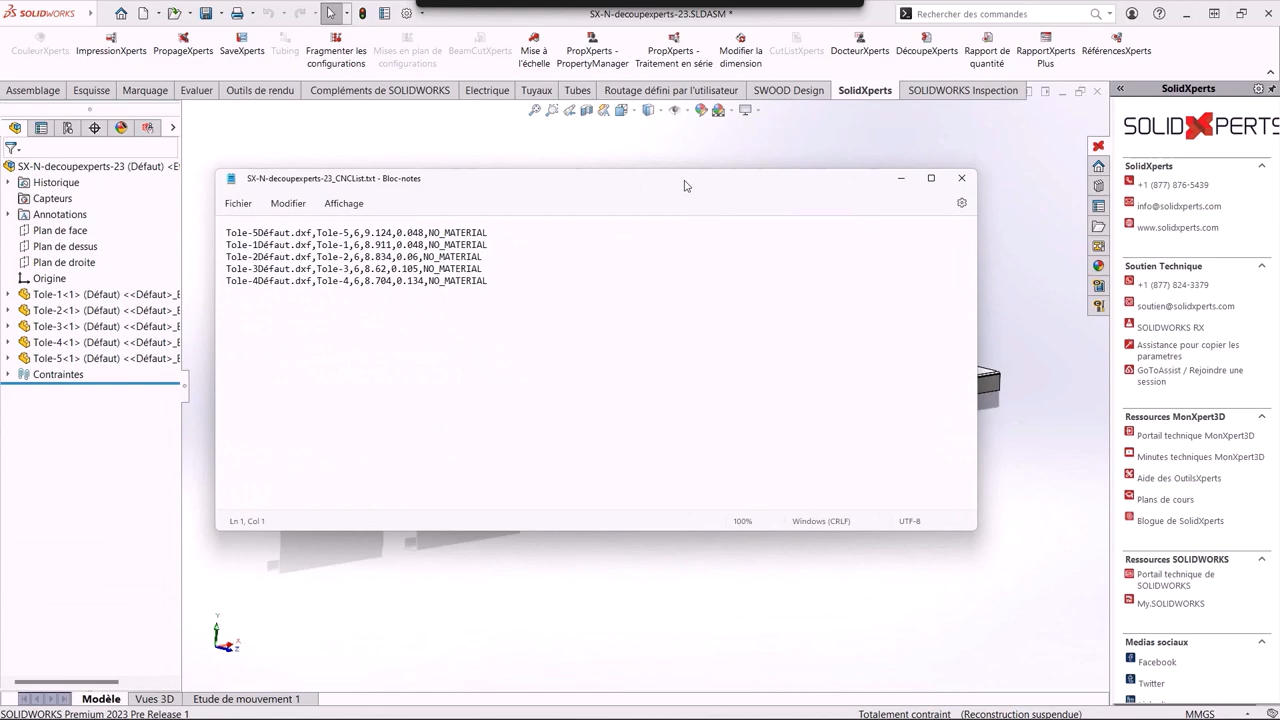 SOLIDWORKS
SX-N-decoupexperts-23.SLDASM *
Rechercher des commandes
CouleurXperts
ImpressionXperts
PropageXperts
SaveXperts
Tubing
Fragmenter les configurations
Mises en plan de configurations
BeamCutXperts
Mise à l'échelle
PropXperts - PropertyManager
PropXperts - Traitement en série
Modifier la dimension
CutListXperts
DocteurXperts
DécoupeXperts
Rapport de quantité
RapportXperts Plus
RéférencesXperts
Assemblage
Esquisse
Marquage
Evaluer
Outils de rendu
Compléments de SOLIDWORKS
Electrique
Tuyaux
Tubes
Routage défini par l'utilisateur
SWOOD Design
SolidXperts
SOLIDWORKS Inspection
SX-N-decoupexperts-23 (Défaut) <E
Historique
Capteurs
Annotations
Plan de face
Plan de dessus
Plan de droite
Origine
Tole-1<1> (Défaut) <<Défaut>_E
Tole-2<1> (Défaut) <<Défaut>_E
Tole-3<1> (Défaut) <<Défaut>_E
Tole-4<1> (Défaut) <<Défaut>_E
Tole-5<1> (Défaut) <<Défaut>_E
Contraintes
SX-N-decoupexperts-23_CNCList.txt - Bloc-notes
Fichier
Modifier
Affichage
Tole-5Défaut.dxf,Tole-5,6,9.124,0.048,NO_MATERIAL
Tole-1Défaut.dxf,Tole-1,6,8.911,0.048,NO_MATERIAL
Tole-2Défaut.dxf,Tole-2,6,8.834,0.06,NO_MATERIAL
Tole-3Défaut.dxf,Tole-3,6,8.62,0.105,NO_MATERIAL
Tole-4Défaut.dxf,Tole-4,6,8.704,0.134,NO_MATERIAL
Ln 1, Col 1
100%
Windows (CRLF)
UTF-8
SolidXperts
SOLIDXPERTS
SolidXperts
+1 (877) 876-5439
info@solidxperts.com
www.solidxperts.com
Soutien Technique
+1 (877) 824-3379
soutien@solidxperts.com
SOLIDWORKS RX
Assistance pour copier les
parametres
GoToAssist / Rejoindre une
session
Ressources MonXpert3D
Portail technique MonXpert3D
Minutes techniques MonXpert3D
Aide des OutilsXperts
Plans de cours
Blogue de SolidXperts
Ressources SOLIDWORKS
Portail technique de
SOLIDWORKS
My.SOLIDWORKS
Medias sociaux
Facebook
Twitter
Y
X
Z
Modèle
Vues 3D
Etude de mouvement 1
SOLIDWORKS Premium 2023 Pre Release 1
Totalement contraint
(Reconstruction suspendue)
MMGS